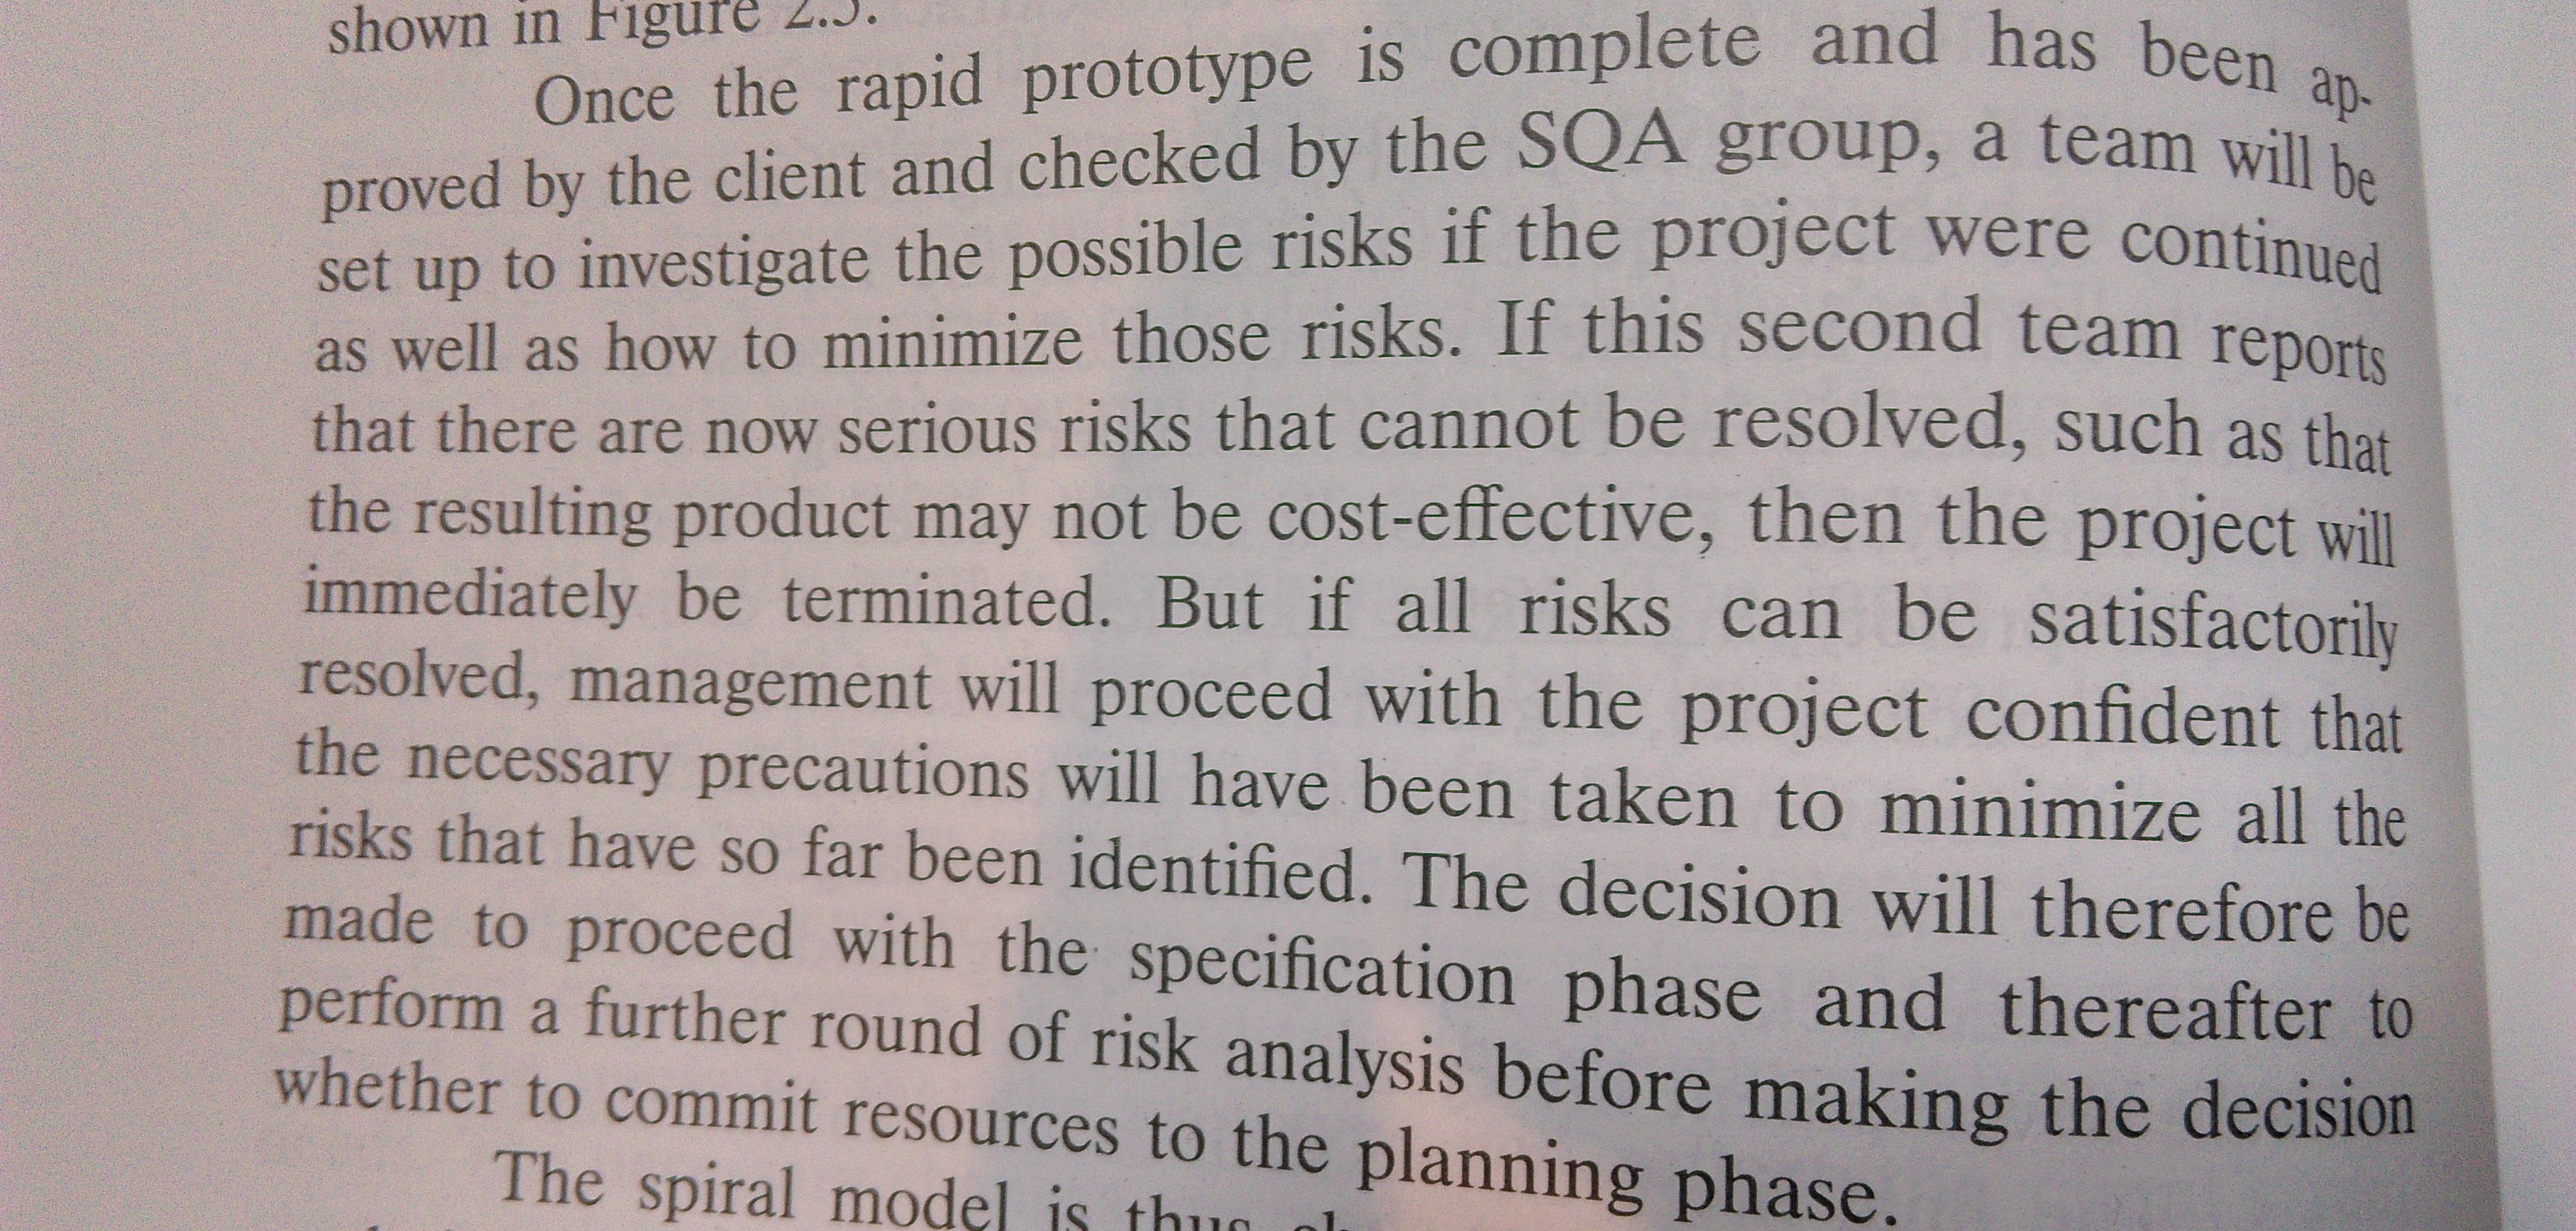 shown in Figure 2.5.
Once the rapid prototype is complete and has been ap-
proved by the client and checked by the SQA group, a team will be
set up to investigate the possible risks if the project were continued
as well as how to minimize those risks. If this second team reports
that there are now serious risks that cannot be resolved, such as that
the resulting product may not be cost-effective, then the project will
immediately be terminated. But if all risks can be satisfactorily
resolved, management will proceed with the project confident that
the necessary precautions will have been taken to minimize all the
risks that have so far been identified. The decision will therefore be
made to proceed with the specification phase and thereafter to
perform a further round of risk analysis before making the decision
whether to commit resources to the planning phase.
The spiral model is thus